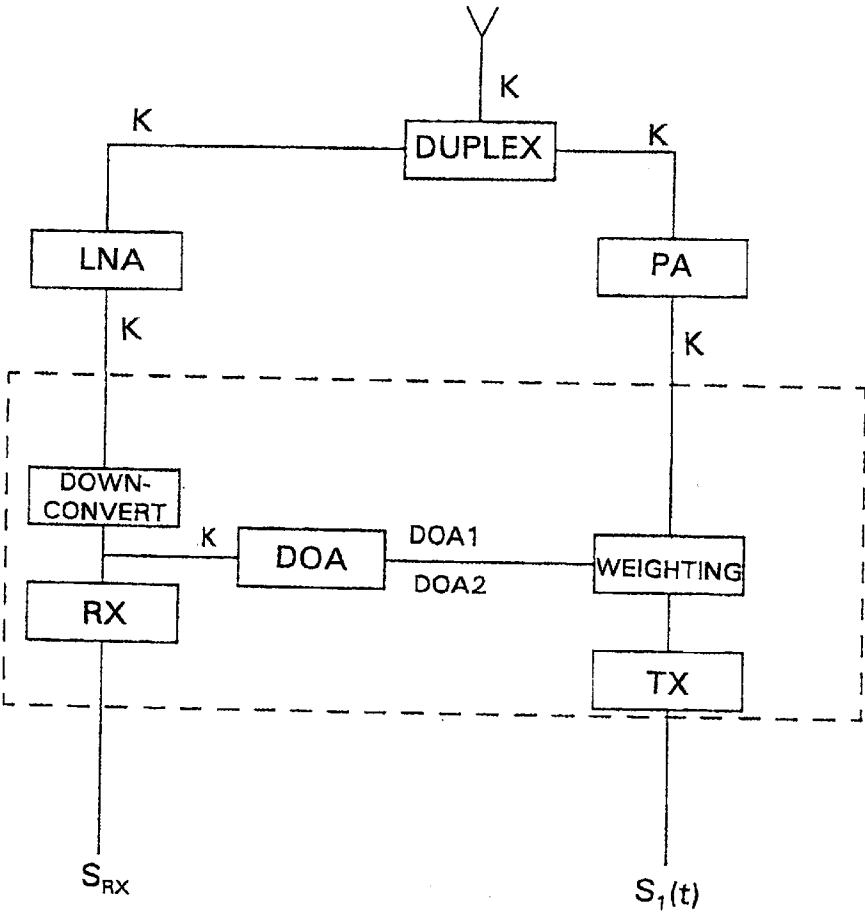 K
K
K
DUPLEX
LNA
PA
K
K
DOWN-
CONVERT
K
DOA
DOA1
DOA2
WEIGHTING
RX
TX
S_RX
S_1(t)